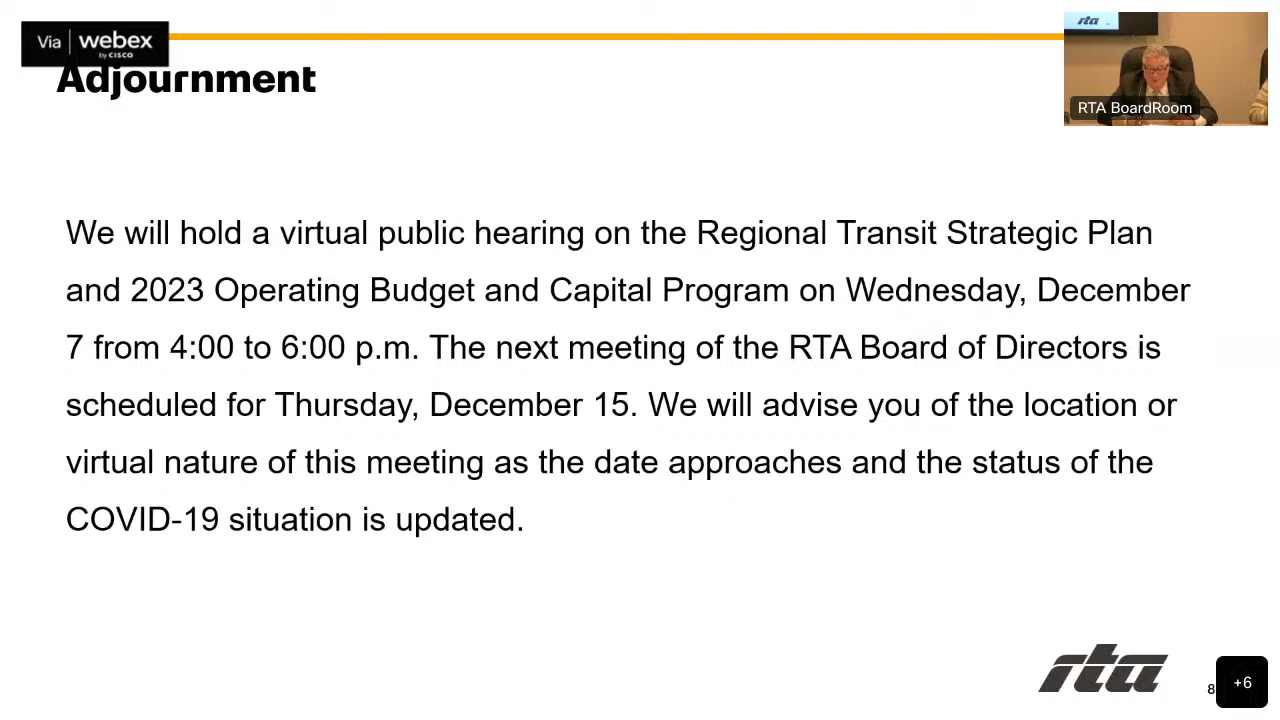 Via webex
by CISCO
Adjournment
rta
RTA BoardRoom
We will hold a virtual public hearing on the Regional Transit Strategic Plan
and 2023 Operating Budget and Capital Program on Wednesday, December
7 from 4:00 to 6:00 p.m. The next meeting of the RTA Board of Directors is
scheduled for Thursday, December 15. We will advise you of the location or
virtual nature of this meeting as the date approaches and the status of the
COVID-19 situation is updated.
rta
8
+6